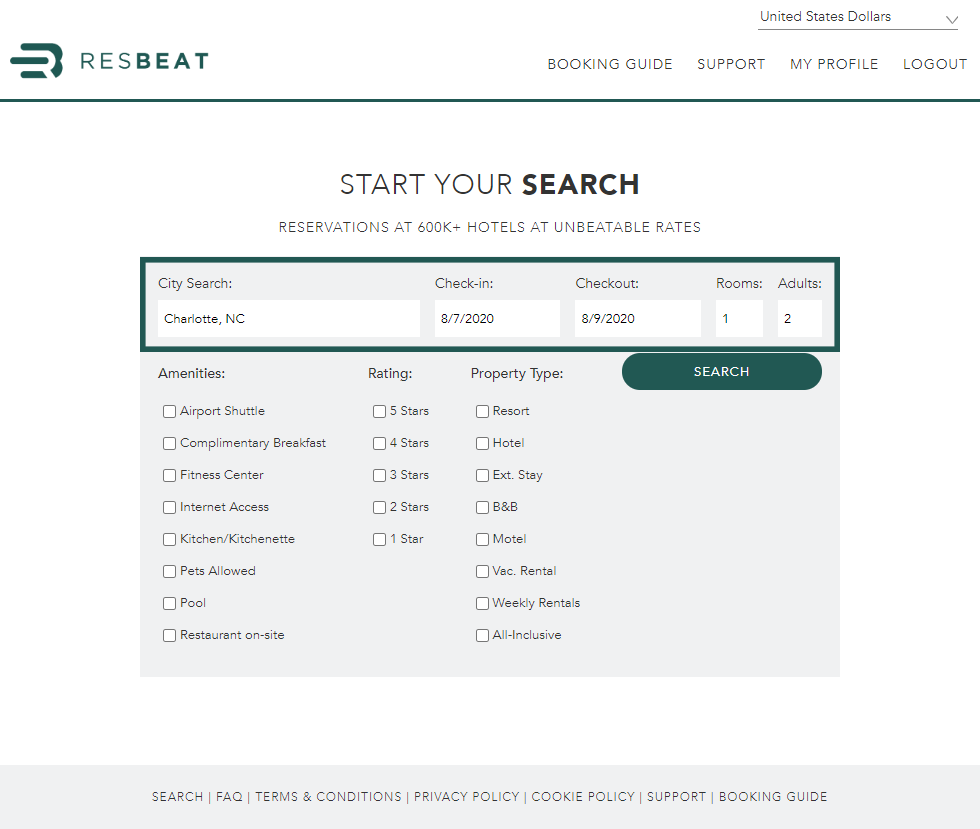 United States Dollars
RESBEAT
BOOKING GUIDE SUPPORT MY PROFILE LOGOUT
START YOUR SEARCH
RESERVATIONS AT 600K+ HOTELS AT UNBEATABLE RATES
City Search: Check-in: Checkout: Rooms: Adults:
Charlotte, NC 8/7/2020 8/9/2020 1 2
Amenities: Rating: Property Type: SEARCH
Airport Shuttle 5 Stars Resort
Complimentary Breakfast 4 Stars Hotel
Fitness Center 3 Stars Ext. Stay
Internet Access 2 Stars B&B
Kitchen/Kitchenette 1 Star Motel
Pets Allowed Vac. Rental
Pool Weekly Rentals
Restaurant on-site All-Inclusive
SEARCH | FAQ | TERMS & CONDITIONS | PRIVACY POLICY | COOKIE POLICY | SUPPORT | BOOKING GUIDE